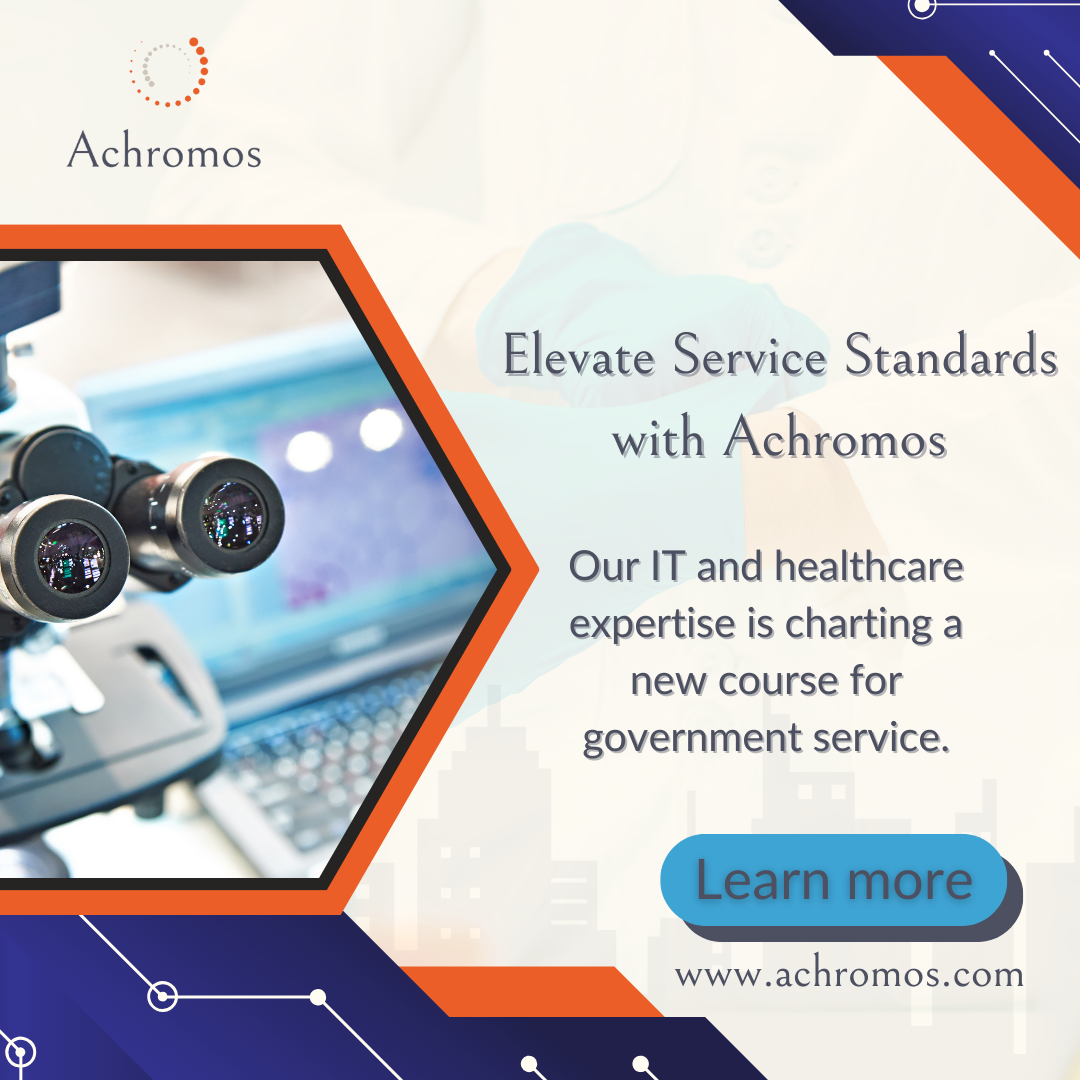 Achromos
Elevate Service Standards
with Achromos
Our IT and healthcare
expertise is charting a
new course for
government service.
Learn more
www.achromos.com